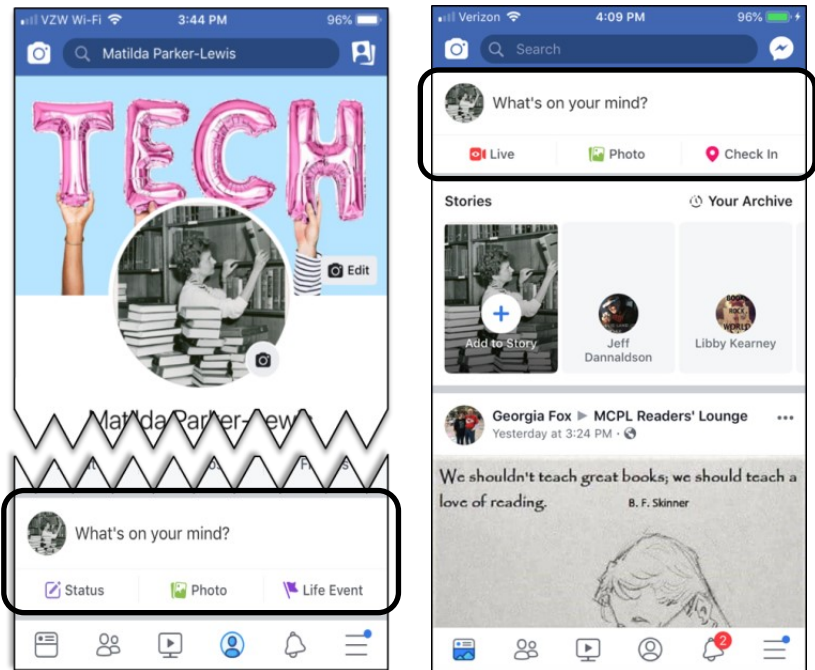 VZW Wi-Fi 3:44 PM 96%
Matilda Parker-Lewis
TECH
Edit
Matilda Parker-Lewis
What's on your mind?
Status Photo Life Event
Verizon 4:09 PM 96%
Search
What's on your mind?
Live Photo Check In
Stories Your Archive
Add to Story
Jeff
Dannaldson
Libby Kearney
Georgia Fox ▶ MCPL Readers' Lounge
Yesterday at 3:24 PM ·
We shouldn't teach great books; we should teach a
love of reading. B. F. Skinner
2